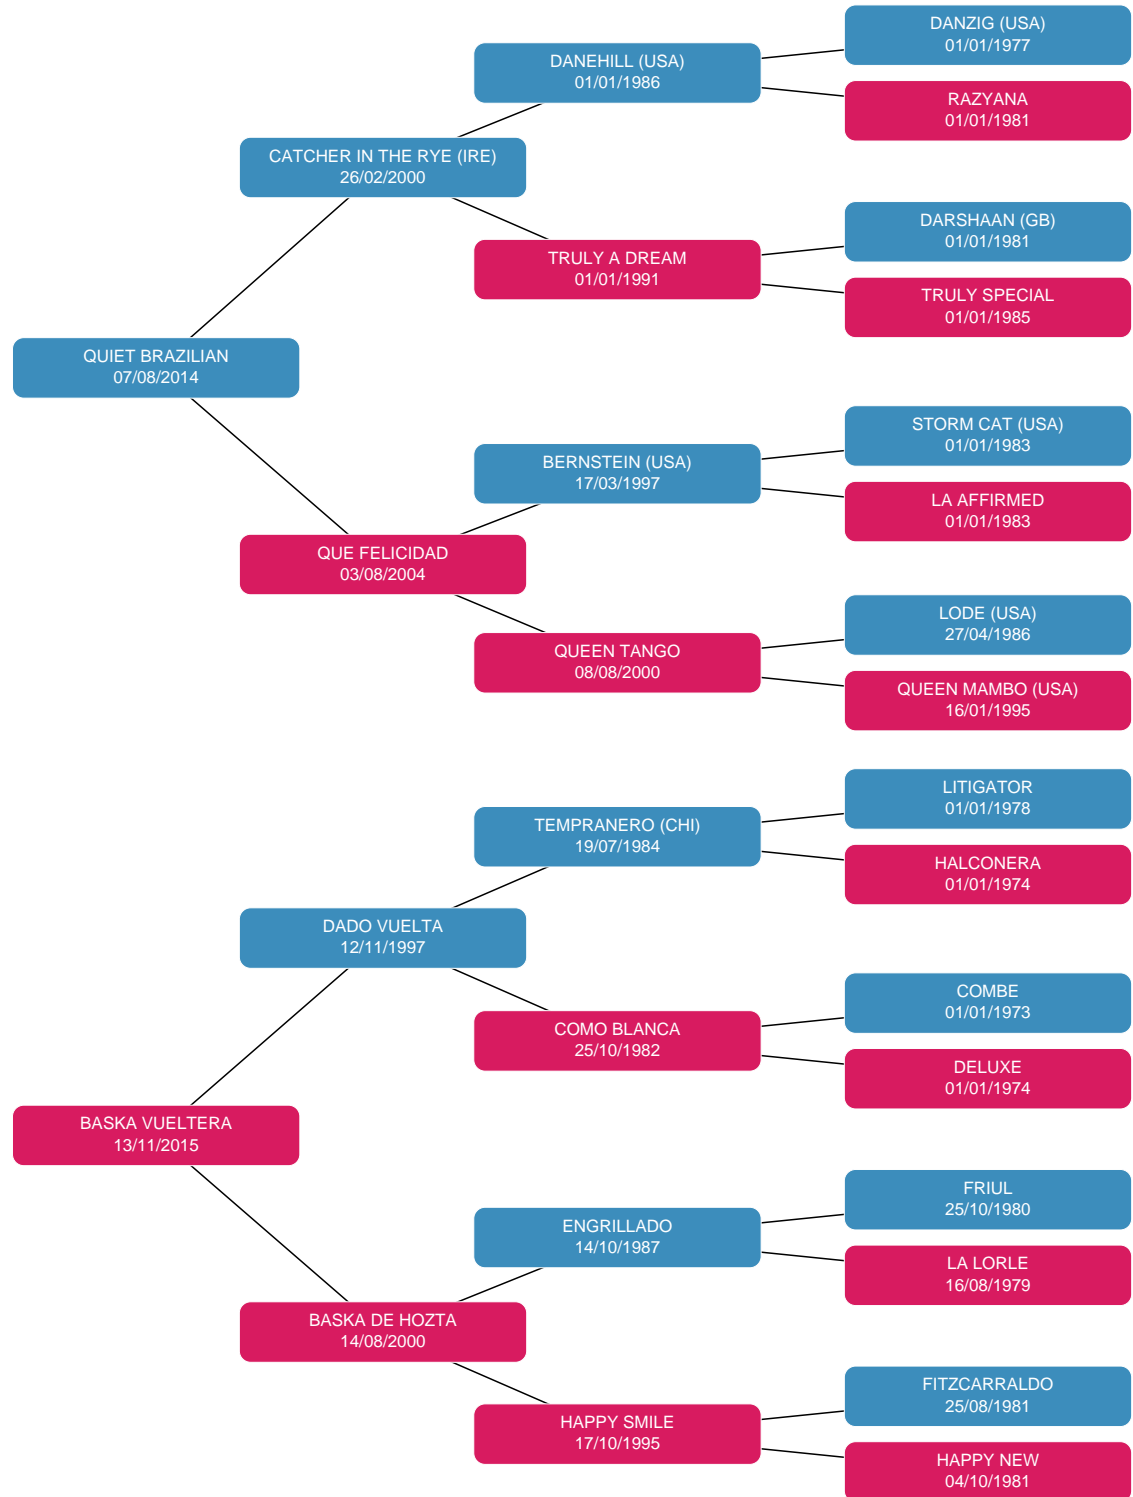 DANZIG (USA)
01/01/1977
DANEHILL (USA)
01/01/1986
RAZYANA
01/01/1981
CATCHER IN THE RYE (IRE)
26/02/2000
DARSHAAN (GB)
01/01/1981
TRULY A DREAM
01/01/1991
TRULY SPECIAL
01/01/1985
QUIET BRAZILIAN
07/08/2014
STORM CAT (USA)
01/01/1983
BERNSTEIN (USA)
17/03/1997
LA AFFIRMED
01/01/1983
QUE FELICIDAD
03/08/2004
LODE (USA)
27/04/1986
QUEEN TANGO
08/08/2000
QUEEN MAMBO (USA)
16/01/1995
LITIGATOR
01/01/1978
TEMPRANERO (CHI)
19/07/1984
HALCONERA
01/01/1974
DADO VUELTA
12/11/1997
COMBE
01/01/1973
COMO BLANCA
25/10/1982
DELUXE
01/01/1974
BASKA VUELTERA
13/11/2015
FRIUL
25/10/1980
ENGRILLADO
14/10/1987
LA LORLE
16/08/1979
BASKA DE HOZTA
14/08/2000
FITZCARRALDO
25/08/1981
HAPPY SMILE
17/10/1995
HAPPY NEW
04/10/1981